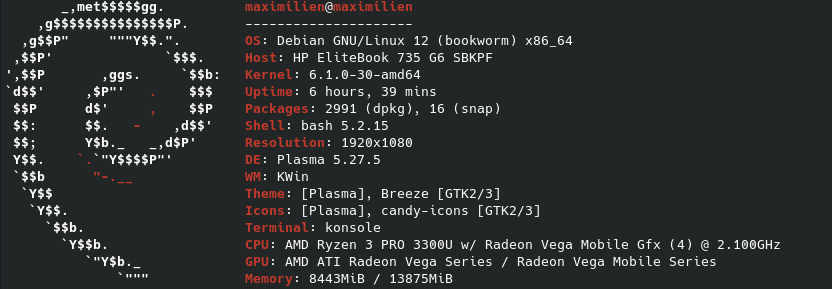 maximilien@maximilien
---------------------
OS: Debian GNU/Linux 12 (bookworm) x86_64
Host: HP EliteBook 735 G6 SBKPF
Kernel: 6.1.0-30-amd64
Uptime: 6 hours, 39 mins
Packages: 2991 (dpkg), 16 (snap)
Shell: bash 5.2.15
Resolution: 1920x1080
DE: Plasma 5.27.5
WM: KWin
Theme: [Plasma], Breeze [GTK2/3]
Icons: [Plasma], candy-icons [GTK2/3]
Terminal: konsole
CPU: AMD Ryzen 3 PRO 3300U w/ Radeon Vega Mobile Gfx (4) @ 2.100GHz
GPU: AMD ATI Radeon Vega Series / Radeon Vega Mobile Series
Memory: 8443MiB / 13875MiB